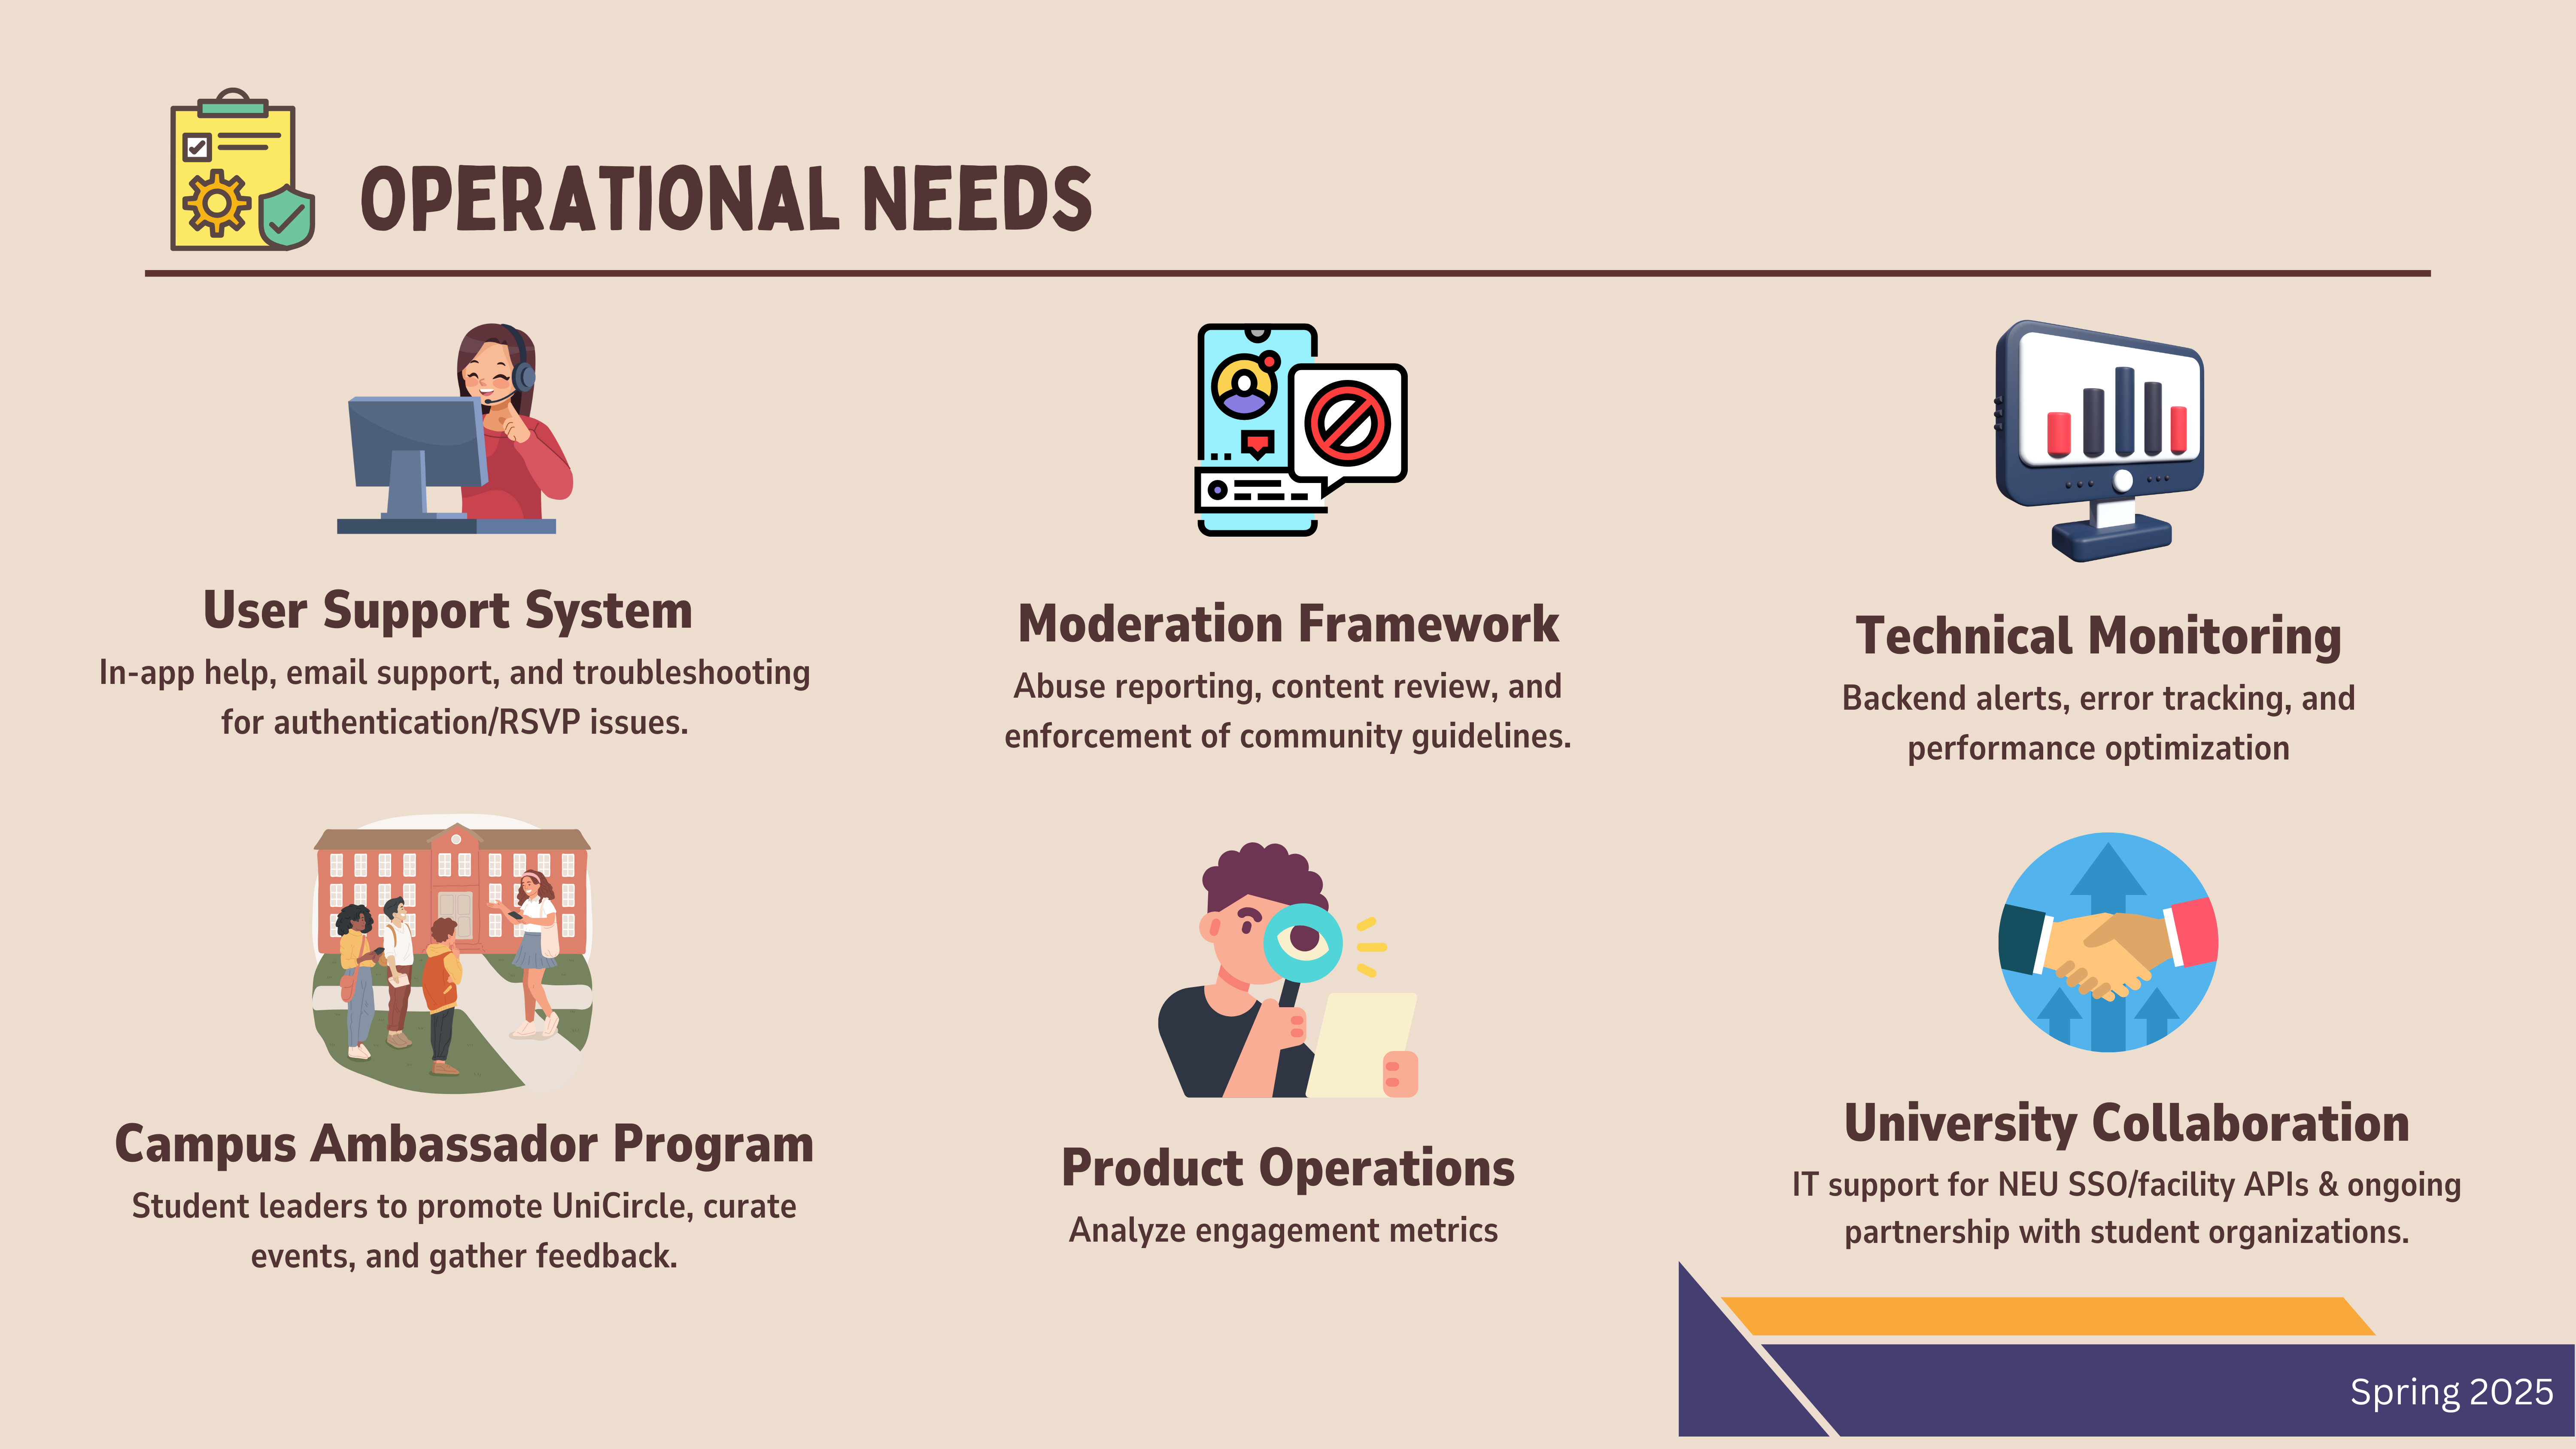 OPERATIONAL NEEDS
User Support System
In-app help, email support, and troubleshooting
for authentication/RSVP issues.
Moderation Framework
Abuse reporting, content review, and
enforcement of community guidelines.
Technical Monitoring
Backend alerts, error tracking, and
performance optimization
Campus Ambassador Program
Student leaders to promote UniCircle, curate
events, and gather feedback.
Product Operations
Analyze engagement metrics
University Collaboration
IT support for NEU SSO/facility APIs & ongoing
partnership with student organizations.
Spring 2025